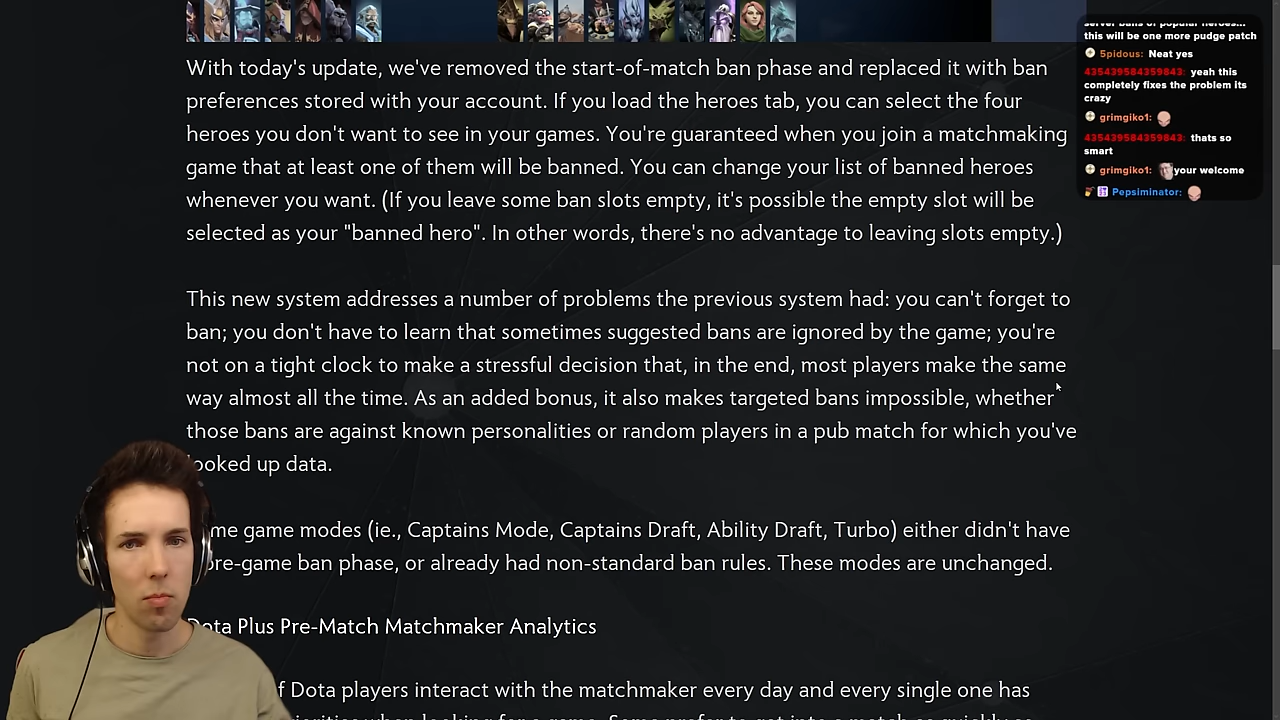 With today's update, we've removed the start-of-match ban phase and replaced it with ban
preferences stored with your account. If you load the heroes tab, you can select the four
heroes you don't want to see in your games. You're guaranteed when you join a matchmaking
game that at least one of them will be banned. You can change your list of banned heroes
whenever you want. (If you leave some ban slots empty, it's possible the empty slot will be
selected as your "banned hero". In other words, there's no advantage to leaving slots empty.)
This new system addresses a number of problems the previous system had: you can't forget to
ban; you don't have to learn that sometimes suggested bans are ignored by the game; you're
not on a tight clock to make a stressful decision that, in the end, most players make the same
way almost all the time. As an added bonus, it also makes targeted bans impossible, whether
those bans are against known personalities or random players in a pub match for which you've
looked up data.
me game modes (ie., Captains Mode, Captains Draft, Ability Draft, Turbo) either didn't have
pre-game ban phase, or already had non-standard ban rules. These modes are unchanged.
Dota Plus Pre-Match Matchmaker Analytics
f Dota players interact with the matchmaker every day and every single one has
server bans of popular heroes...
this will be one more pudge patch
5pidous: Neat yes
435439584359843: yeah this
completely fixes the problem its
crazy
grimgiko1:
435439584359843: thats so
smart
grimgiko1: your welcome
Pepsiminator: